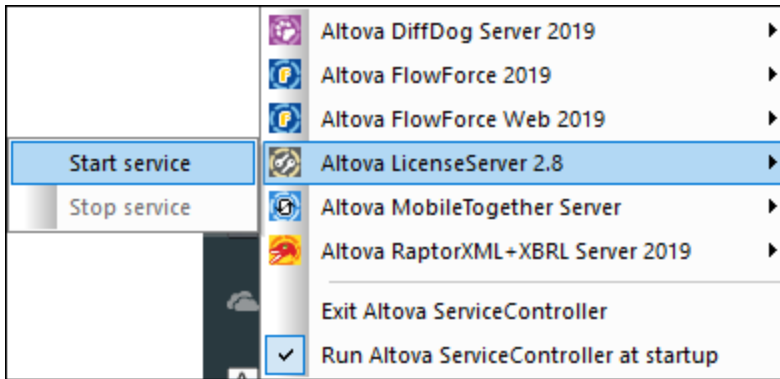 Altova DiffDog Server 2019
Altova FlowForce 2019
Altova FlowForce Web 2019
Start service
Altova LicenseServer 2.8
Stop service
Altova MobileTogether Server
Altova RaptorXML+XBRL Server 2019
Exit Altova ServiceController
Run Altova ServiceController at startup